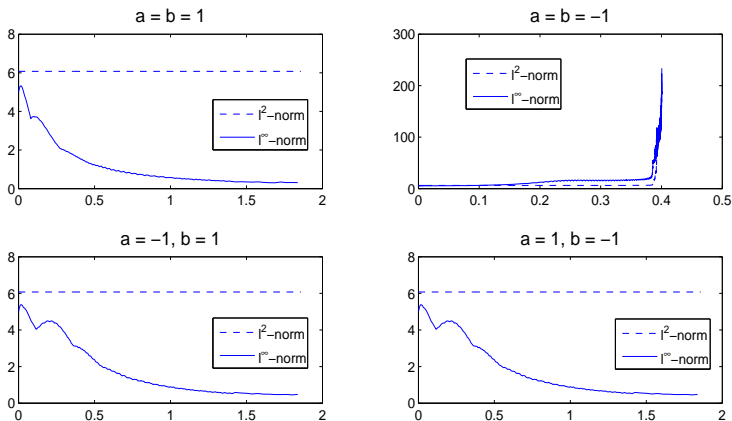 a = b = 1
8
6
4
2
0
0 0.5 1 1.5 2
l²−norm
l∞−norm
a = b = −1
300
200
100
0
0 0.1 0.2 0.3 0.4 0.5
l²−norm
l∞−norm
a = −1, b = 1
8
6
4
2
0
0 0.5 1 1.5 2
l²−norm
l∞−norm
a = 1, b = −1
8
6
4
2
0
0 0.5 1 1.5 2
l²−norm
l∞−norm